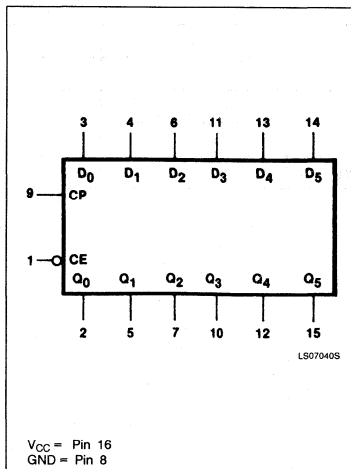 3 4 6 11 13 14
D0 D1 D2 D3 D4 D5
9 CP
1 CE
Q0 Q1 Q2 Q3 Q4 Q5
2 5 7 10 12 15
LS07040S
VCC = Pin 16
GND = Pin 8